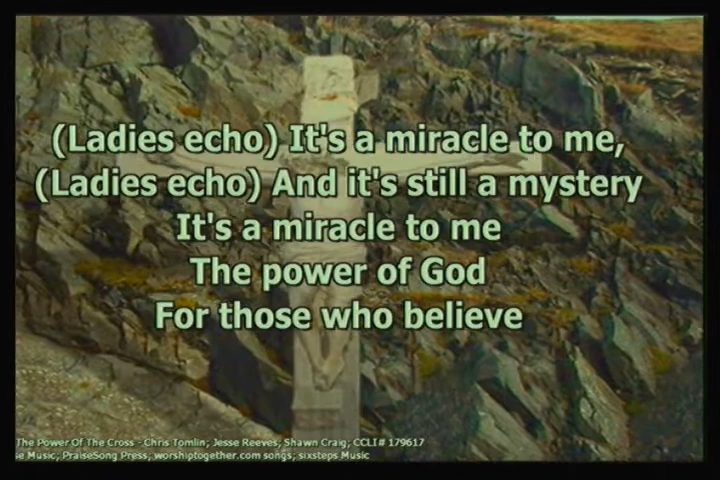 (Ladies echo) It's a miracle to me,
(Ladies echo) And it's still a mystery
It's a miracle to me
The power of God
For those who believe
The Power Of The Cross - Chris Tomlin; Jesse Reeves; Shawn Craig; CCLI# 179617
se Music; PraiseSong Press; worshiptogether.com songs; sixsteps Music